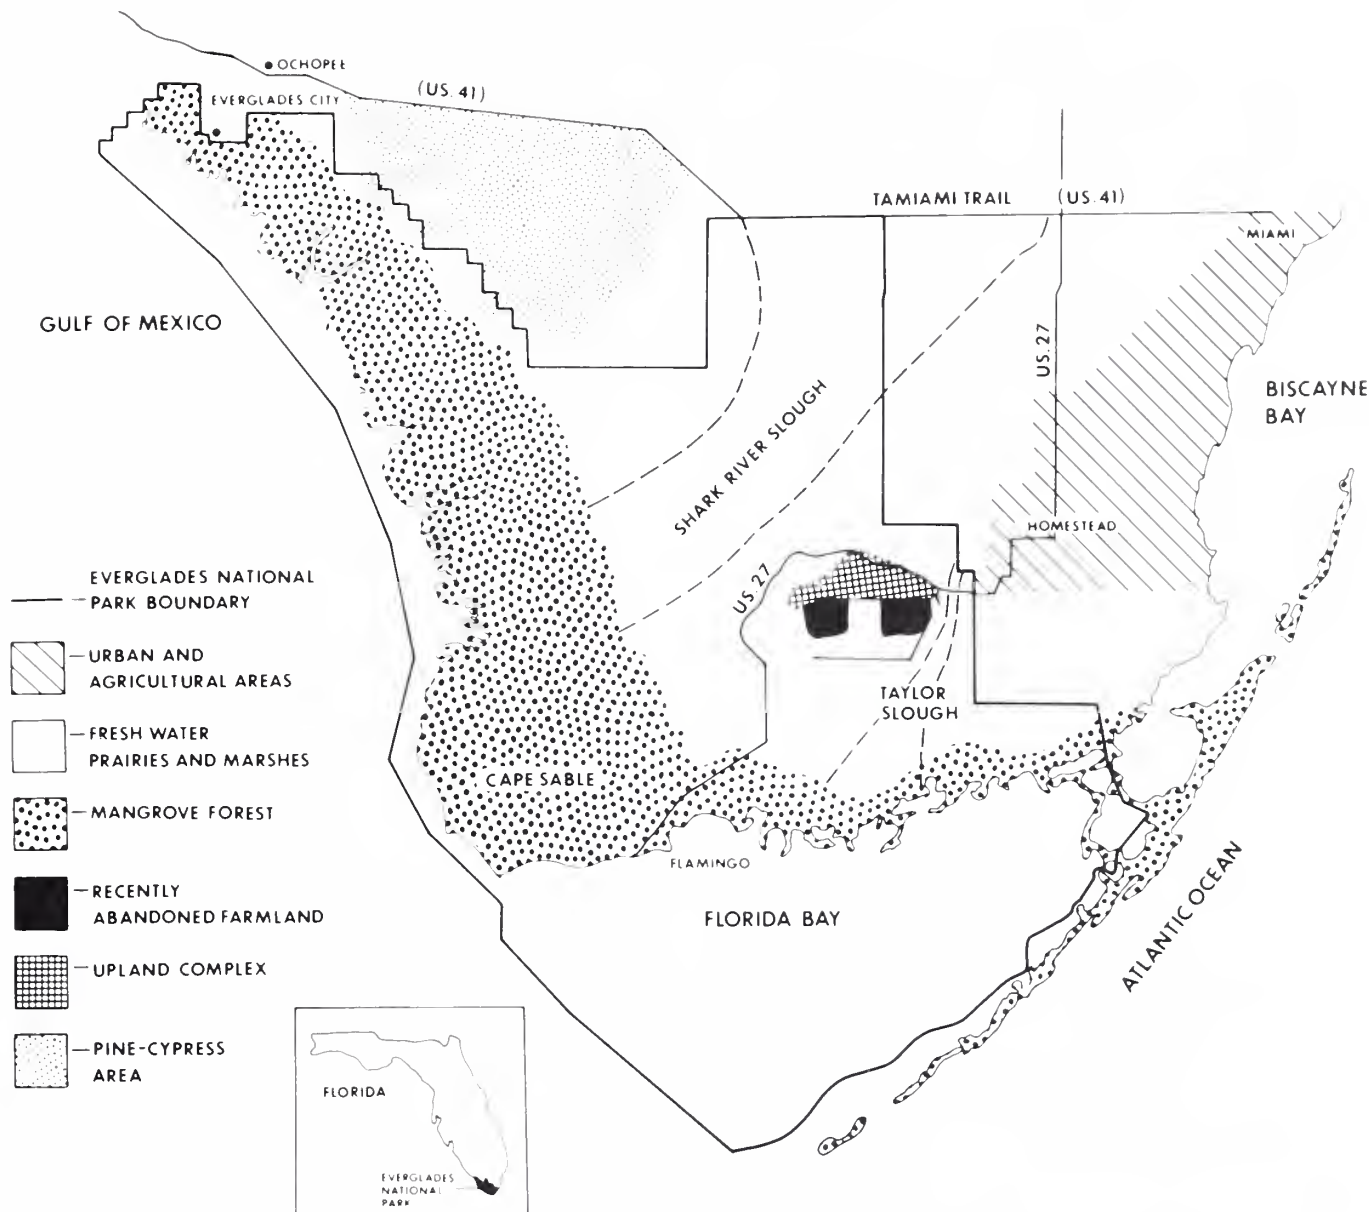 OCHOPEE
(US. 41)
EVERGLADES CITY
TAMIAMI TRAIL (US. 41)
MIAMI
GULF OF MEXICO
US. 27
BISCAYNE
BAY
SHARK RIVER SLOUGH
HOMESTEAD
US. 27
EVERGLADES NATIONAL
PARK BOUNDARY
URBAN AND
AGRICULTURAL AREAS
FRESH WATER
PRAIRIES AND MARSHES
MANGROVE FOREST
RECENTLY
ABANDONED FARMLAND
UPLAND COMPLEX
PINE-CYPRESS
AREA
TAYLOR
SLOUGH
CAPE SABLE
FLAMINGO
FLORIDA BAY
ATLANTIC OCEAN
FLORIDA
EVERGLADES
NATIONAL
PARK